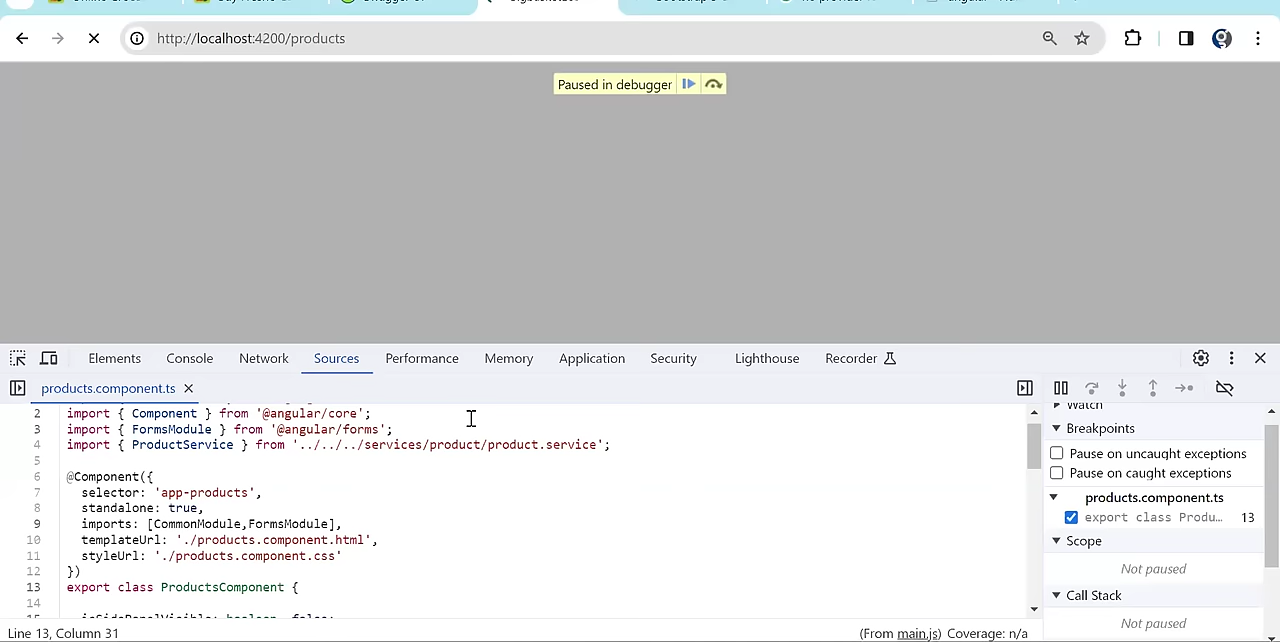 http://localhost:4200/products
Paused in debugger
Elements Console Network Sources Performance Memory Application Security Lighthouse Recorder
products.component.ts
2 import { Component } from '@angular/core';
3 import { FormsModule } from '@angular/forms';
4 import { ProductService } from '../../../services/product/product.service';
5
6 @Component({
7 selector: 'app-products',
8 standalone: true,
9 imports: [CommonModule,FormsModule],
10 templateUrl: './products.component.html',
11 styleUrl: './products.component.css'
12 })
13 export class ProductsComponent {
14
Watch
Breakpoints
Pause on uncaught exceptions
Pause on caught exceptions
products.component.ts
export class Produ… 13
Scope
Not paused
Call Stack
Not paused
Line 13, Column 31
(From main.js) Coverage: n/a